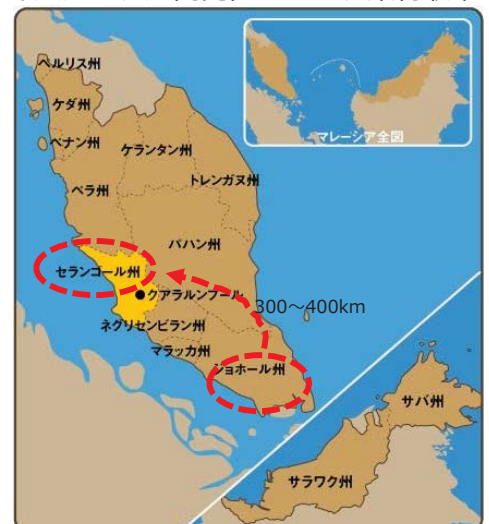 ペルリス州
ケダ州
ペナン州
ケランタン州
トレンガヌ州
ペラ州
マレーシア全図
パハン州
セランゴール州
クアラルンプール
300～400km
ネグリセンビラン州
マラッカ州
ジョホール州
サバ州
サラワク州